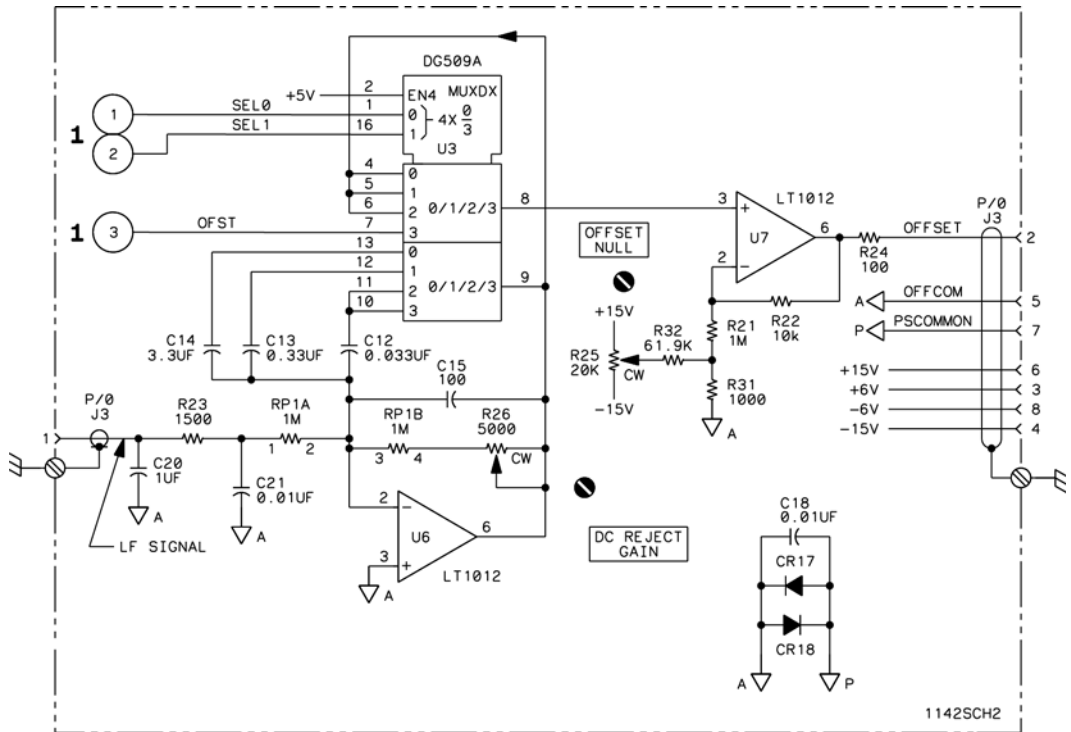 DG509A
+5V 2 EN4 MUXDX
1 SEL0 1 0
4X 0/3
1 2 SEL1 16 1
U3
4 0
5 1
6 2 0/1/2/3 8
1 3 OFST 7 3
13 0
12 1
11 2 0/1/2/3 9
10 3
3 + LT1012
U7
2 − 6
R24
100
OFFSET
P/O
J3
2
OFFSET
NULL
A OFFCOM 5
P PSCOMMON 7
+15V 6
+6V 3
−6V 8
−15V 4
R21
1M
R22
10k
+15V
R25
20K
CW
−15V
R32
61.9K
R31
1000
A
C14
3.3UF
C13
0.33UF
C12
0.033UF
C15
100
P/O
J3
1
R23
1500
RP1A
1M
1 2
RP1B
1M
3 4
R26
5000
CW
C20
1UF
A
C21
0.01UF
A
LF SIGNAL
2 −
U6 6
3 +
A
LT1012
DC REJECT
GAIN
C18
0.01UF
CR17
CR18
A P
1142SCH2